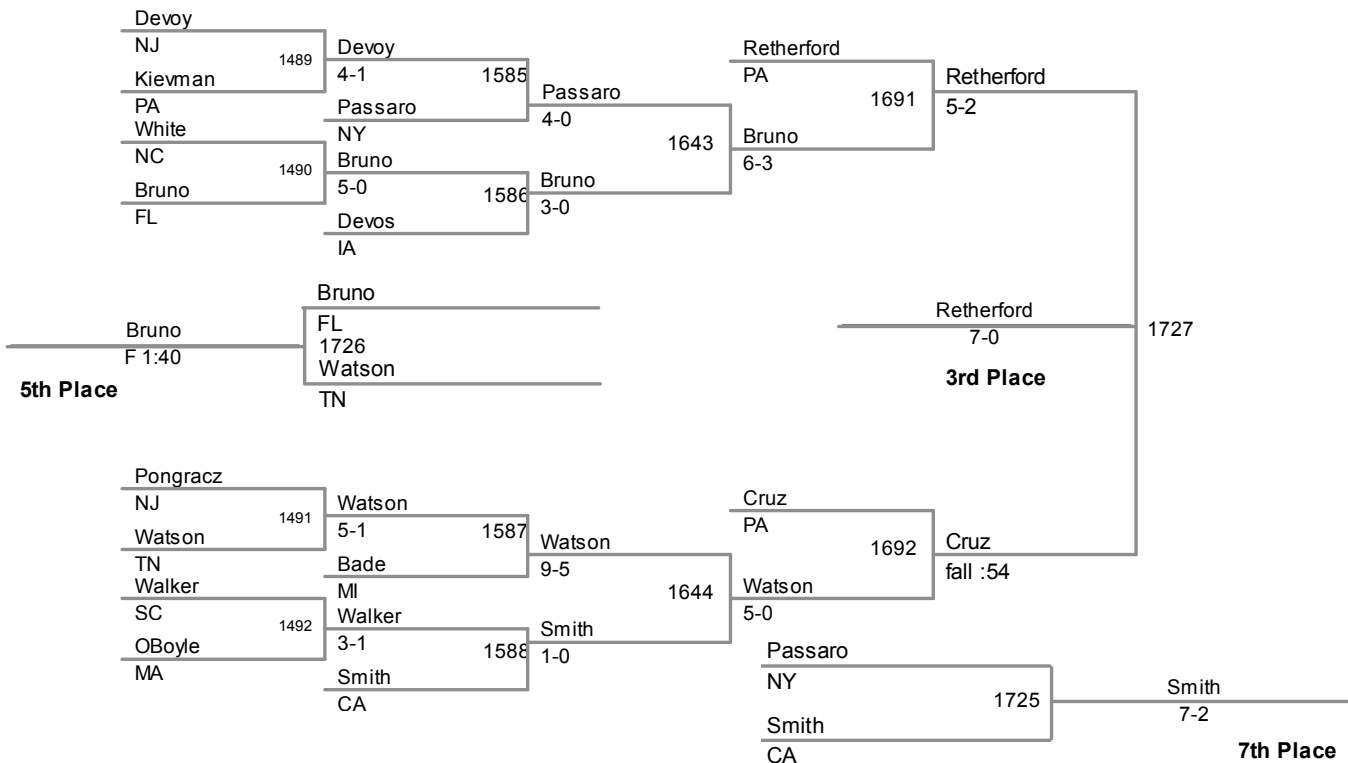 Devoy
NJ
1489
Kievman
PA
White
NC
1490
Bruno
FL
Devoy
4-1
1585
Passaro
NY
Bruno
5-0
1586
Devos
IA
Passaro
4-0
1643
Bruno
3-0
Retherford
PA
1691
Bruno
6-3
Retherford
5-2
Bruno
FL
1726
Watson
TN
Bruno
F 1:40
5th Place
Retherford
7-0
3rd Place
1727
Pongracz
NJ
1491
Watson
TN
Walker
SC
1492
OBoyle
MA
Watson
5-1
1587
Bade
MI
Walker
3-1
1588
Smith
CA
Watson
9-5
1644
Smith
1-0
Cruz
PA
1692
Watson
5-0
Cruz
fall :54
Passaro
NY
1725
Smith
CA
Smith
7-2
7th Place